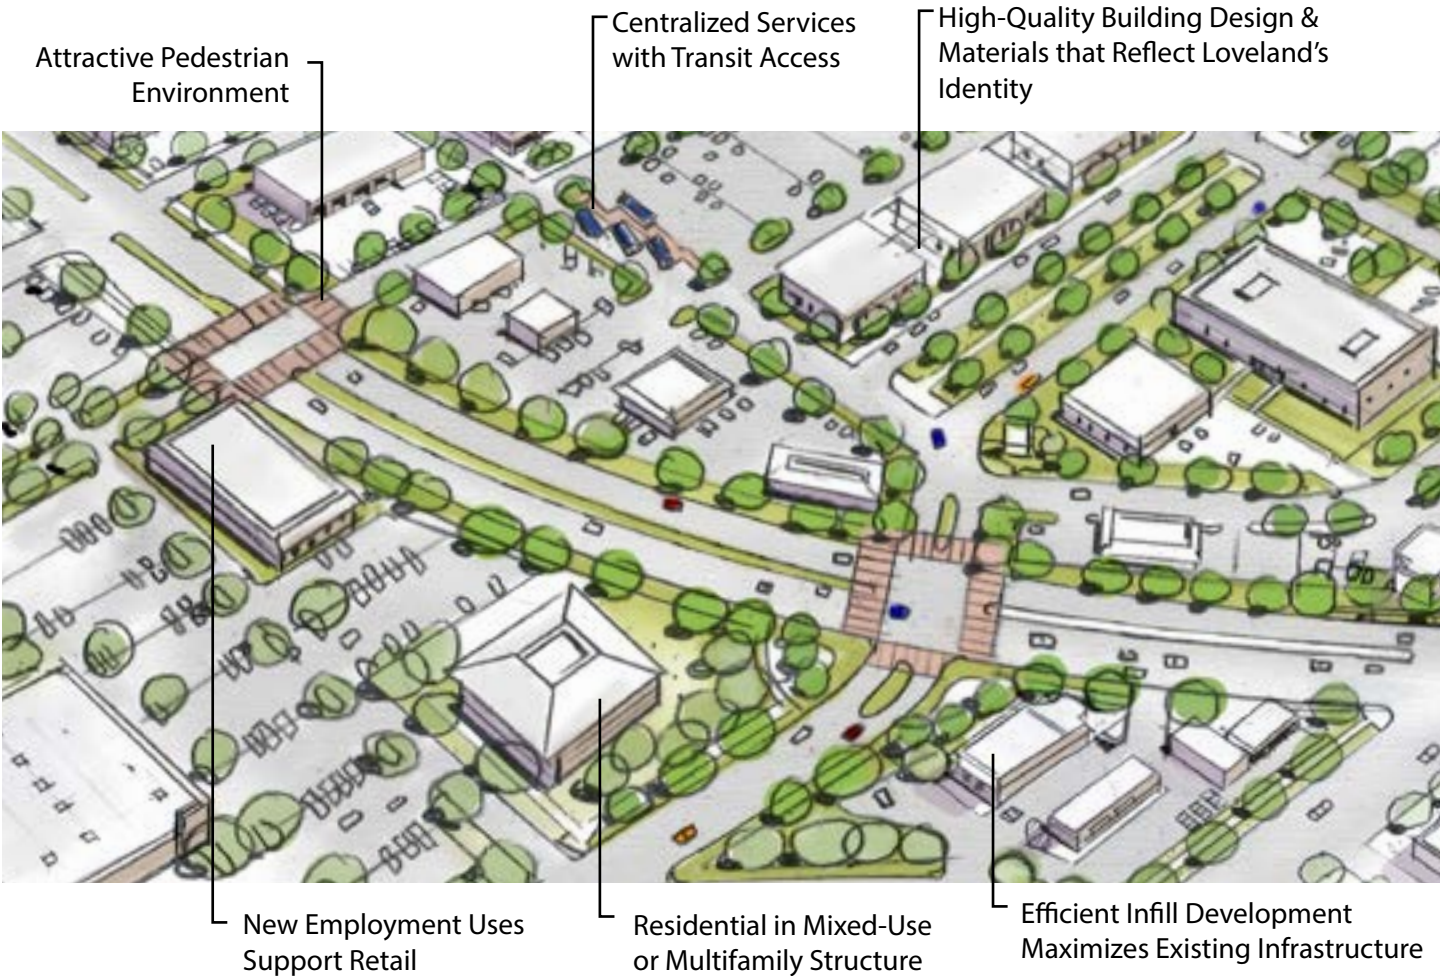 Attractive Pedestrian
Environment
Centralized Services
with Transit Access
High-Quality Building Design &
Materials that Reflect Loveland's
Identity
New Employment Uses
Support Retail
Residential in Mixed-Use
or Multifamily Structure
Efficient Infill Development
Maximizes Existing Infrastructure